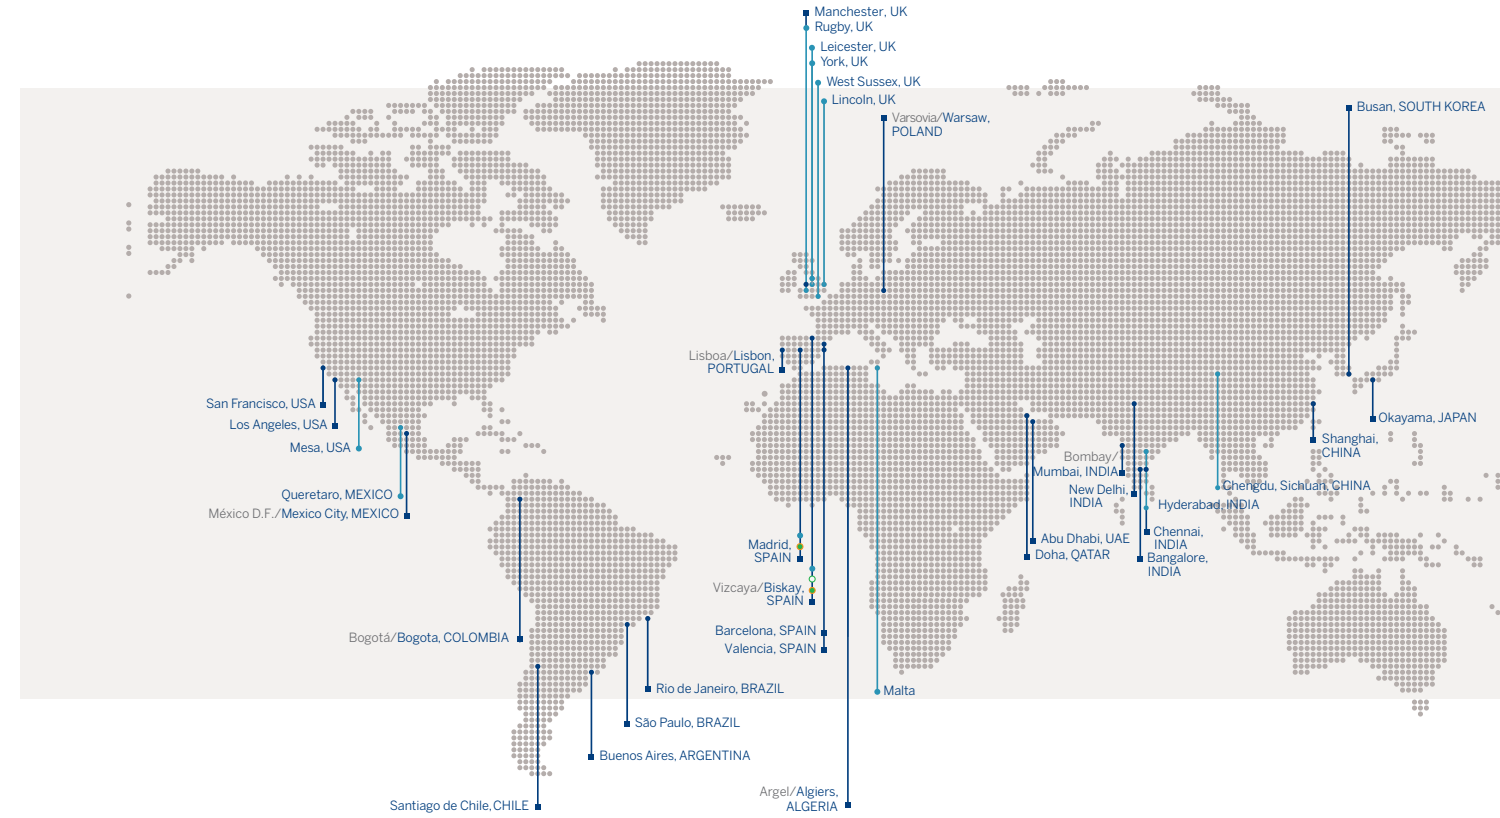 Manchester, UK
Rugby, UK
Leicester, UK
York, UK
West Sussex, UK
Lincoln, UK
Varsovia/Warsaw,
POLAND
Busan, SOUTH KOREA
Lisboa/Lisbon,
PORTUGAL
San Francisco, USA
Los Angeles, USA
Mesa, USA
Queretaro, MEXICO
México D.F./Mexico City, MEXICO
Okayama, JAPAN
Shanghai,
CHINA
Bombay/
Mumbai, INDIA
New Delhi,
INDIA
Chengdu, Sichuan, CHINA
Hyderabad, INDIA
Chennai,
INDIA
Bangalore,
INDIA
Abu Dhabi, UAE
Doha, QATAR
Madrid,
SPAIN
Vizcaya/Biskay,
SPAIN
Barcelona, SPAIN
Valencia, SPAIN
Bogotá/Bogota, COLOMBIA
Rio de Janeiro, BRAZIL
Malta
São Paulo, BRAZIL
Buenos Aires, ARGENTINA
Argel/Algiers,
ALGERIA
Santiago de Chile, CHILE